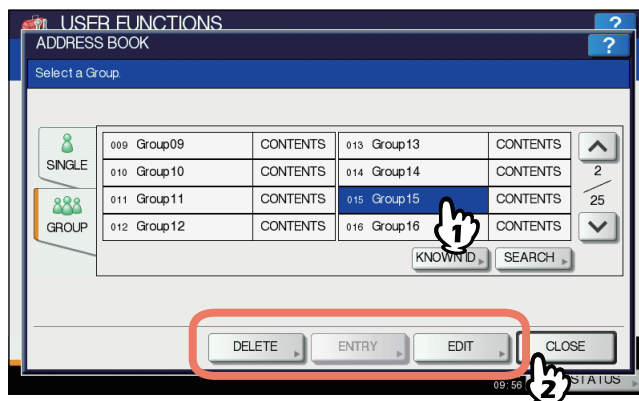 USER FUNCTIONS ?
ADDRESS BOOK ?
Select a Group.
SINGLE
GROUP
009 Group09 CONTENTS 013 Group13 CONTENTS
010 Group10 CONTENTS 014 Group14 CONTENTS
011 Group11 CONTENTS 015 Group15 CONTENTS
012 Group12 CONTENTS 016 Group16 CONTENTS
2
25
1
KNOWN ID SEARCH
DELETE ENTRY EDIT CLOSE
2
09:56 STATUS